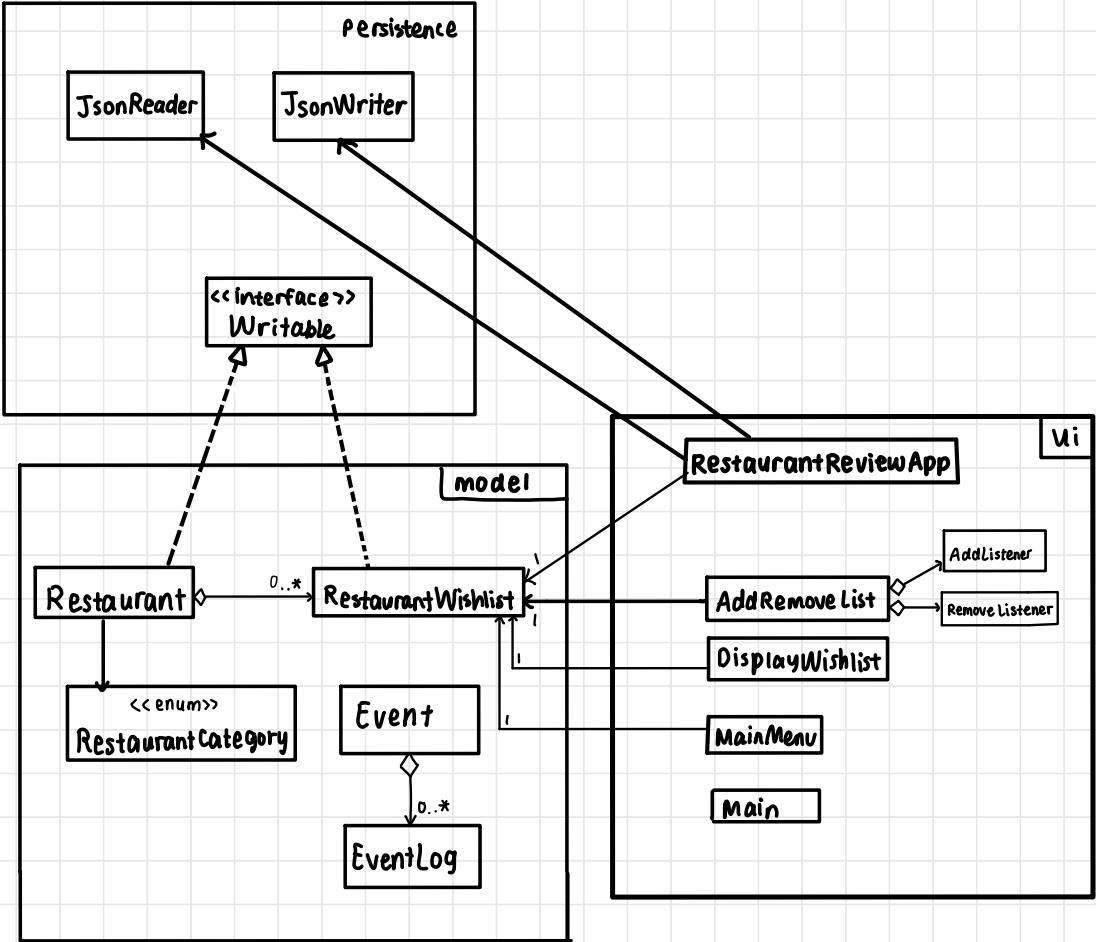 Persistence
JsonReader
JsonWriter
<<interface>>
Writable
ui
RestaurantReviewApp
model
AddListener
1
0..*
Restaurant
RestaurantWishlist
AddRemoveList
Remove Listener
1
1
DisplayWishlist
<<enum>>
RestaurantCategory
Event
1
MainMenu
Main
0..*
EventLog